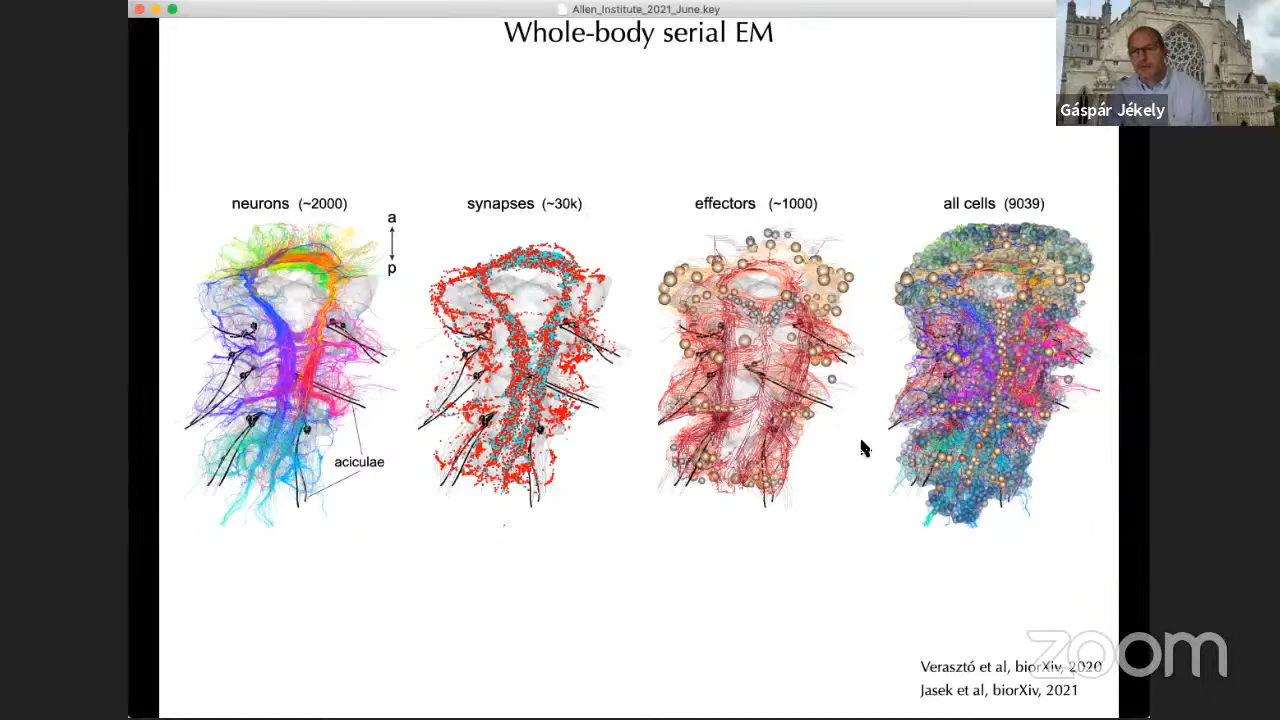 Allen_Institute_2021_June.key
Whole-body serial EM
Gáspár Jékely
neurons (~2000)
synapses (~30k)
effectors (~1000)
all cells (9039)
a
p
aciculae
Verasztó et al, biorXiv, 2020
Jasek et al, biorXiv, 2021
zoom